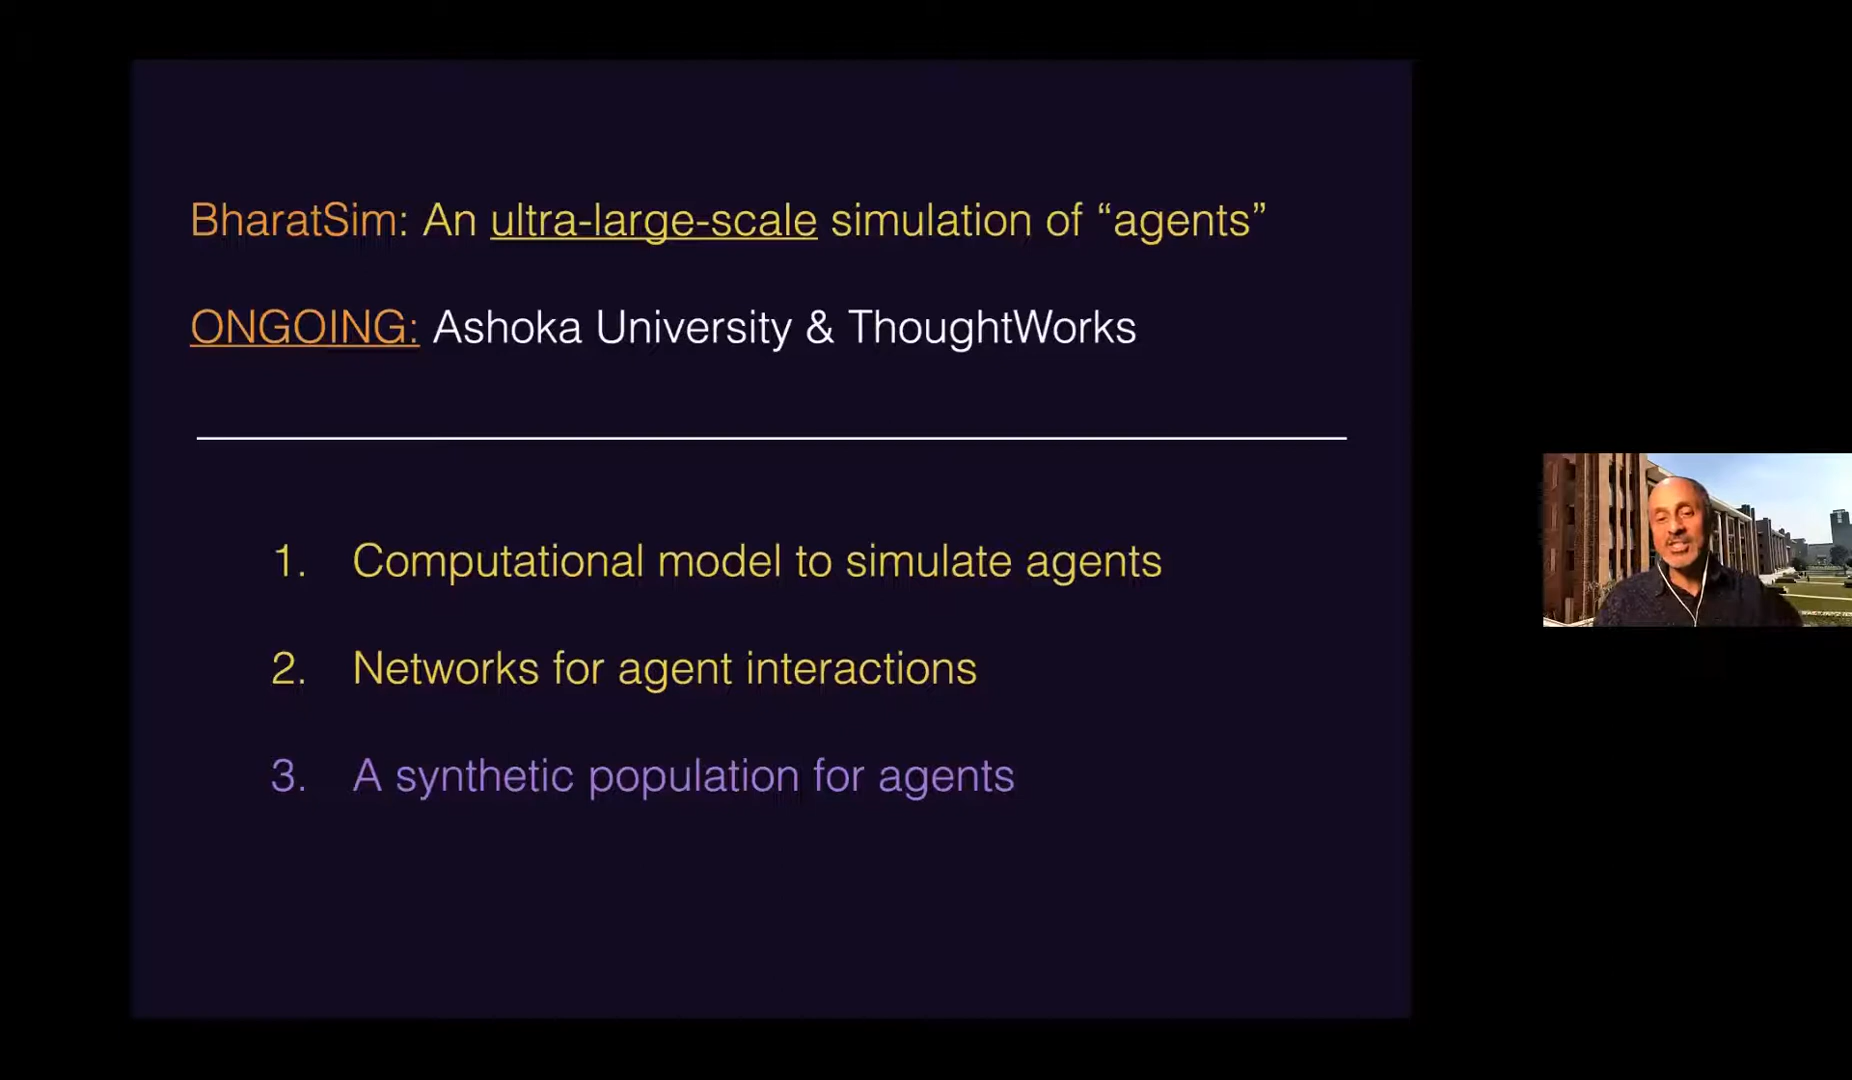 BharatSim: An ultra-large-scale simulation of “agents”
ONGOING: Ashoka University & ThoughtWorks
1. Computational model to simulate agents
2. Networks for agent interactions
3. A synthetic population for agents